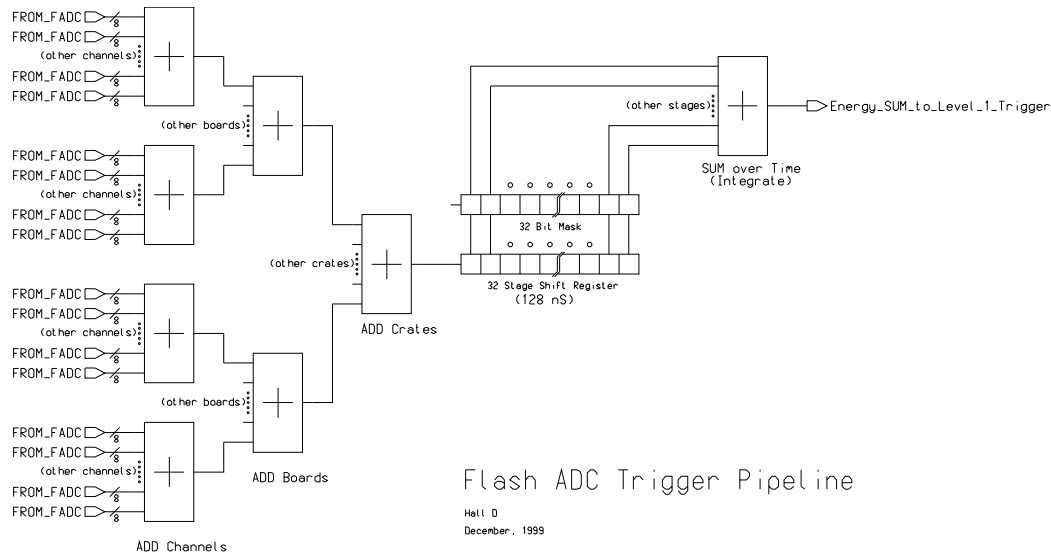 FROM_FADC 8
FROM_FADC 8
(other channels)
FROM_FADC 8
FROM_FADC 8
(other boards)
FROM_FADC 8
FROM_FADC 8
(other channels)
FROM_FADC 8
FROM_FADC 8
(other crates)
FROM_FADC 8
FROM_FADC 8
(other channels)
FROM_FADC 8
FROM_FADC 8
(other boards)
FROM_FADC 8
FROM_FADC 8
(other channels)
FROM_FADC 8
FROM_FADC 8
ADD Channels
ADD Boards
ADD Crates
(other stages)
Energy_SUM_to_Level_1_Trigger
SUM over Time
(Integrate)
32 Bit Mask
32 Stage Shift Register
(128 nS)
Flash ADC Trigger Pipeline
Hall D
December, 1999